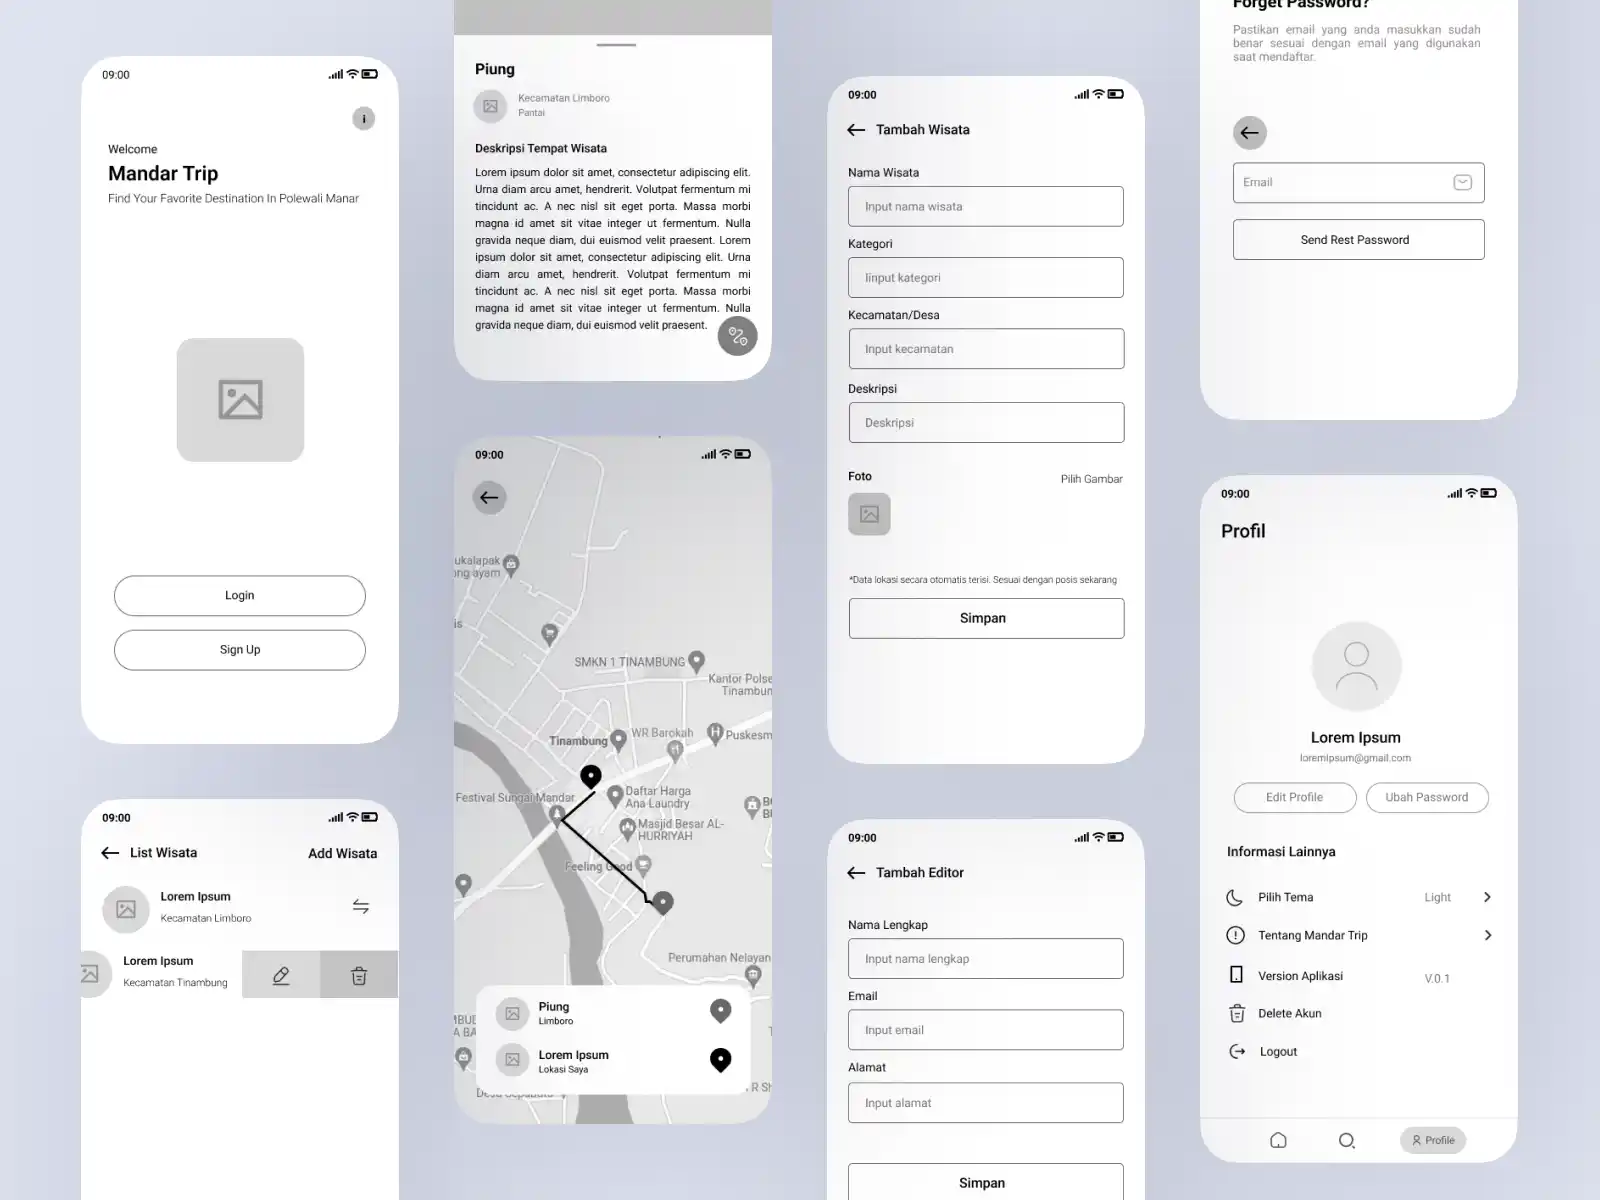 09:00
i
Welcome
Mandar Trip
Find Your Favorite Destination In Polewali Manar
Login
Sign Up
09:00
List Wisata
Add Wisata
Lorem Ipsum
Kecamatan Limboro
Lorem Ipsum
Kecamatan Tinambung
Piung
Kecamatan Limboro
Pantai
Deskripsi Tempat Wisata
Lorem ipsum dolor sit amet, consectetur adipiscing elit.
Urna diam arcu amet, hendrerit. Volutpat fermentum mi
tincidunt ac. A nec nisl sit eget porta. Massa morbi
magna id amet sit vitae integer ut fermentum. Nulla
gravida neque diam, dui euismod velit praesent. Lorem
ipsum dolor sit amet, consectetur adipiscing elit. Urna
diam arcu amet, hendrerit. Volutpat fermentum mi
tincidunt ac. A nec nisl sit eget porta. Massa morbi
magna id amet sit vitae integer ut fermentum. Nulla
gravida neque diam, dui euismod velit praesent.
09:00
ukalapak
ong ayam
is
SMKN 1 TINAMBUNG
Kantor Polse
Tinambun
WR Barokah
Tinambung
Puskesm
Festival Sungai Mandar
Daftar Harga
Ana Laundry
Masjid Besar AL-
HURRIYAH
Feeling Good
Perumahan Nelayan
Piung
Limboro
Lorem Ipsum
Lokasi Saya
R Sh
09:00
Tambah Wisata
Nama Wisata
Input nama wisata
Kategori
Iinput kategori
Kecamatan/Desa
Input kecamatan
Deskripsi
Deskripsi
Foto
Pilih Gambar
*Data lokasi secara otomatis terisi. Sesuai dengan posis sekarang
Simpan
09:00
Tambah Editor
Nama Lengkap
Input nama lengkap
Email
Input email
Alamat
Input alamat
Simpan
Forget Password?
Pastikan email yang anda masukkan sudah
benar sesuai dengan email yang digunakan
saat mendaftar.
Email
Send Rest Password
09:00
Profil
Lorem Ipsum
loremipsum@gmail.com
Edit Profile
Ubah Password
Informasi Lainnya
Pilih Tema
Light
Tentang Mandar Trip
Version Aplikasi
V.0.1
Delete Akun
Logout
Profile